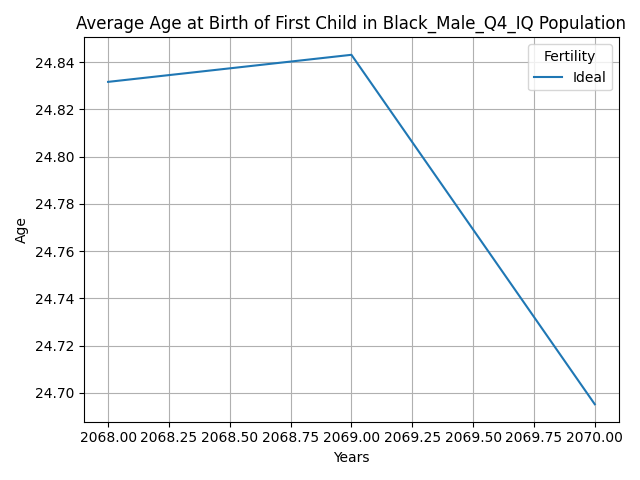 Average Age at Birth of First Child in Black_Male_Q4_IQ Population
Fertility
Ideal
24.84
24.82
24.80
24.78
24.76
24.74
24.72
24.70
Age
2068.00 2068.25 2068.50 2068.75 2069.00 2069.25 2069.50 2069.75 2070.00
Years